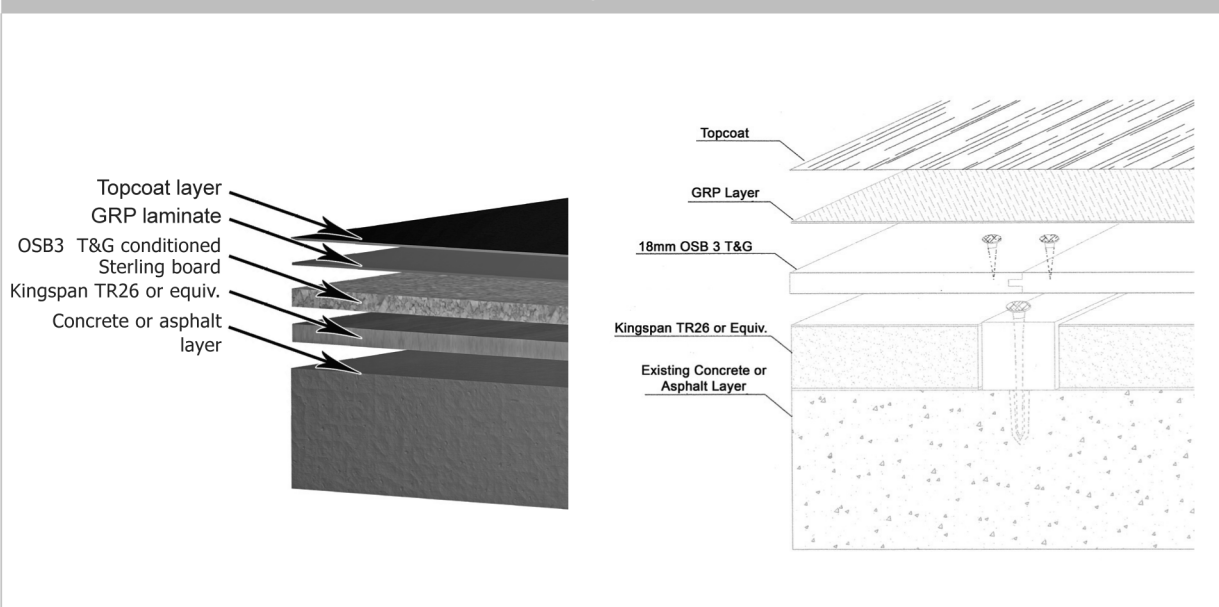 Topcoat layer
GRP laminate
OSB3 T&G conditioned
Sterling board
Kingspan TR26 or equiv.
Concrete or asphalt
layer
Topcoat
GRP Layer
18mm OSB 3 T&G
Kingspan TR26 or Equiv.
Existing Concrete or
Asphalt Layer